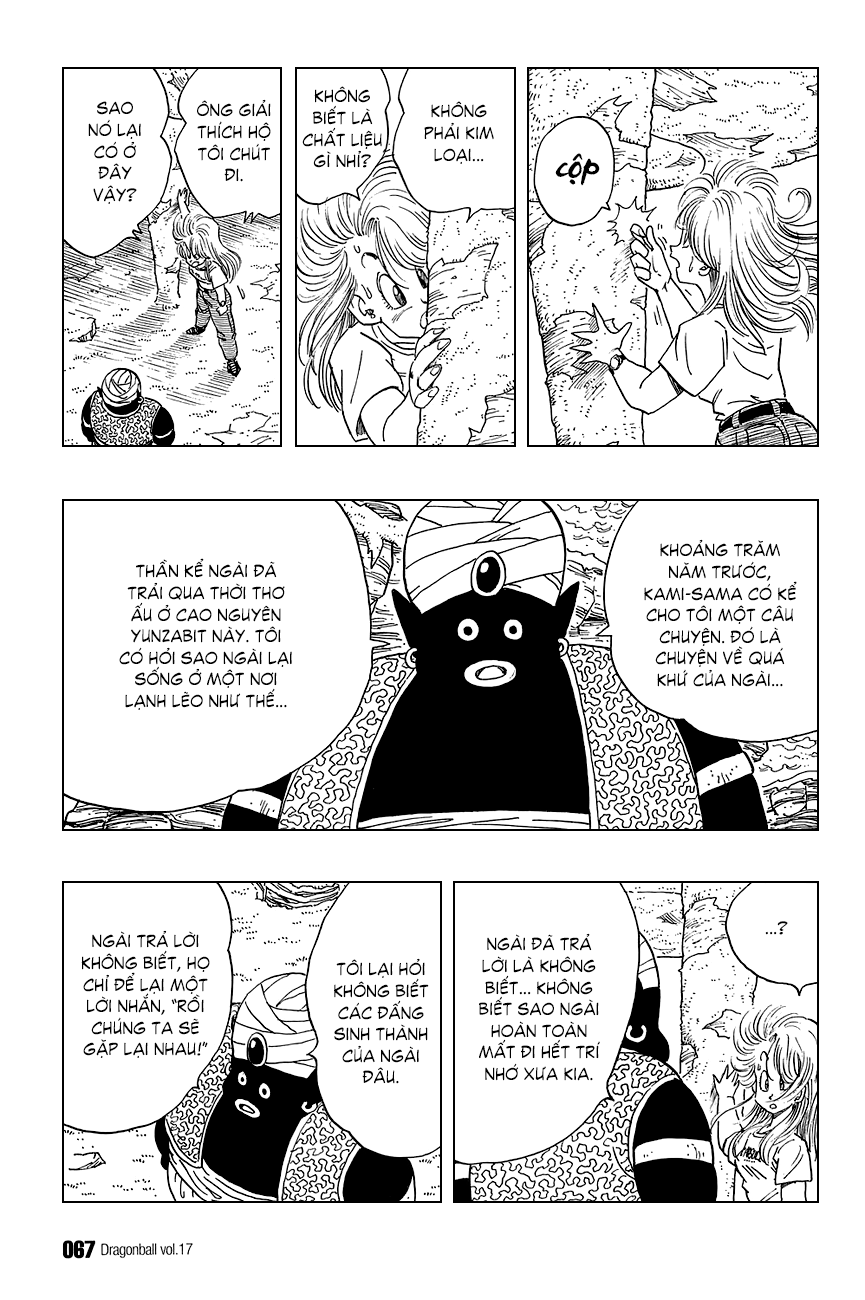 CỘP
KHÔNG
PHẢI KIM
LOẠI...
KHÔNG
BIẾT LÀ
CHẤT LIỆU
GÌ NHỈ?
ÔNG GIẢI
THÍCH HỘ
TÔI CHÚT
ĐI.
SAO
NÓ LẠI
CÓ Ở
ĐÂY
VẬY?
KHOẢNG TRĂM
NĂM TRƯỚC,
KAMI-SAMA CÓ KỂ
CHO TÔI MỘT CÂU
CHUYỆN. ĐÓ LÀ
CHUYỆN VỀ QUÁ
KHỨ CỦA NGÀI...
THẦN KỂ NGÀI ĐÃ
TRẢI QUA THỜI THƠ
ẤU Ở CAO NGUYÊN
YUNZABIT NÀY. TÔI
CÓ HỎI SAO NGÀI LẠI
SỐNG Ở MỘT NƠI
LẠNH LẼO NHƯ THẾ...
...?
NGÀI ĐÃ TRẢ
LỜI LÀ KHÔNG
BIẾT... KHÔNG
BIẾT SAO NGÀI
HOÀN TOÀN
MẤT ĐI HẾT TRÍ
NHỚ XƯA KIA.
TÔI LẠI HỎI
KHÔNG BIẾT
CÁC ĐẤNG
SINH THÀNH
CỦA NGÀI
ĐÂU.
NGÀI TRẢ LỜI
KHÔNG BIẾT, HỌ
CHỈ ĐỂ LẠI MỘT
LỜI NHẮN, “RỒI
CHÚNG TA SẼ
GẶP LẠI NHAU!”
067 Dragonball vol.17